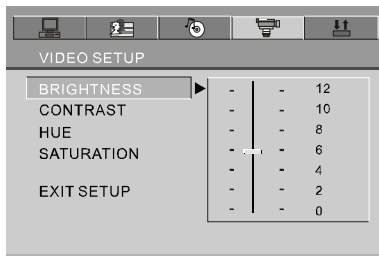 VIDEO SETUP
BRIGHTNESS
CONTRAST
HUE
SATURATION
EXIT SETUP
- - 12
- - 10
- - 8
- - 6
- - 4
- - 2
- - 0